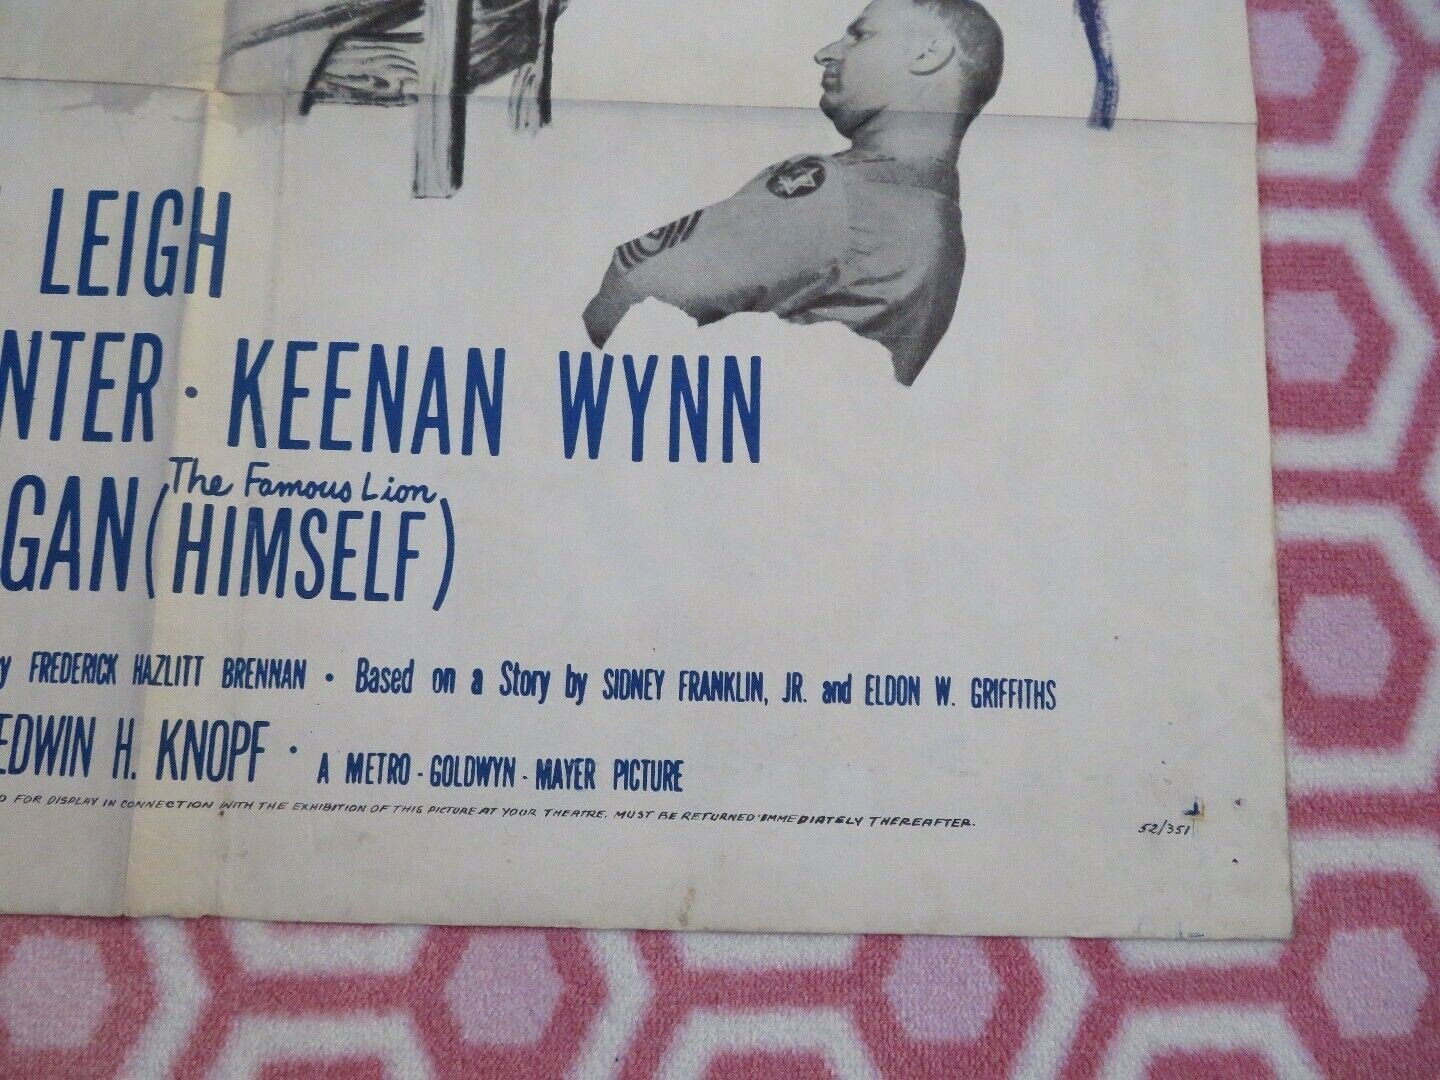 LEIGH
NTER · KEENAN WYNN
The Famous Lion
GAN (HIMSELF)
y FREDERICK HAZLITT BRENNAN • Based on a Story by SIDNEY FRANKLIN, JR. and ELDON W. GRIFFITHS
EDWIN H. KNOPF · A METRO-GOLDWYN-MAYER PICTURE
D FOR DISPLAY IN CONNECTION WITH THE EXHIBITION OF THIS PICTURE AT YOUR THEATRE. MUST BE RETURNED IMMEDIATELY THEREAFTER.
52/351